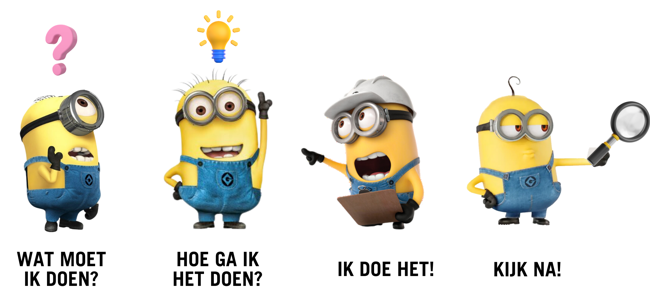 WAT MOET
IK DOEN?
HOE GA IK
HET DOEN?
IK DOE HET!
KIJK NA!